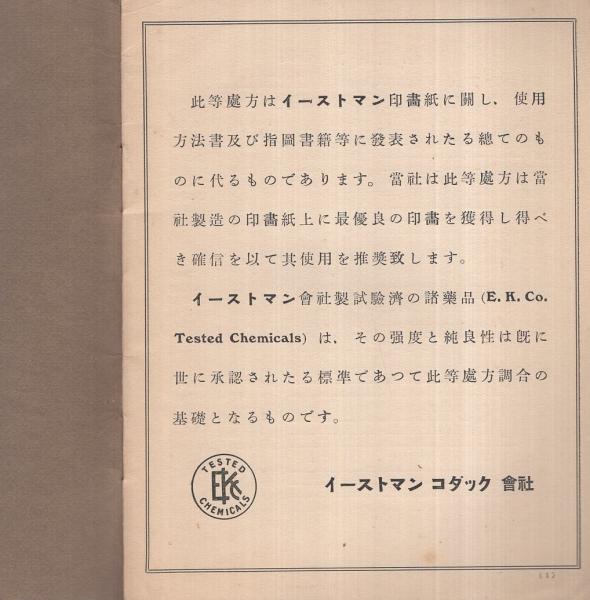 此等處方はイーストマン印畵紙に關し、使用
方法書及び指圖書籍等に發表されたる總てのも
のに代るものであります。當社は此等處方は當
社製造の印畵紙上に最優良の印畵を獲得し得べ
き確信を以て其使用を推奬致します。
イーストマン會社製試驗濟の諸藥品 (E. K. Co.
Tested Chemicals) は、その强度と純良性は旣に
世に承認されたる標準であつて此等處方調合の
基礎となるものです。
TESTED
EKC
CHEMICALS
イーストマン コダック 會社